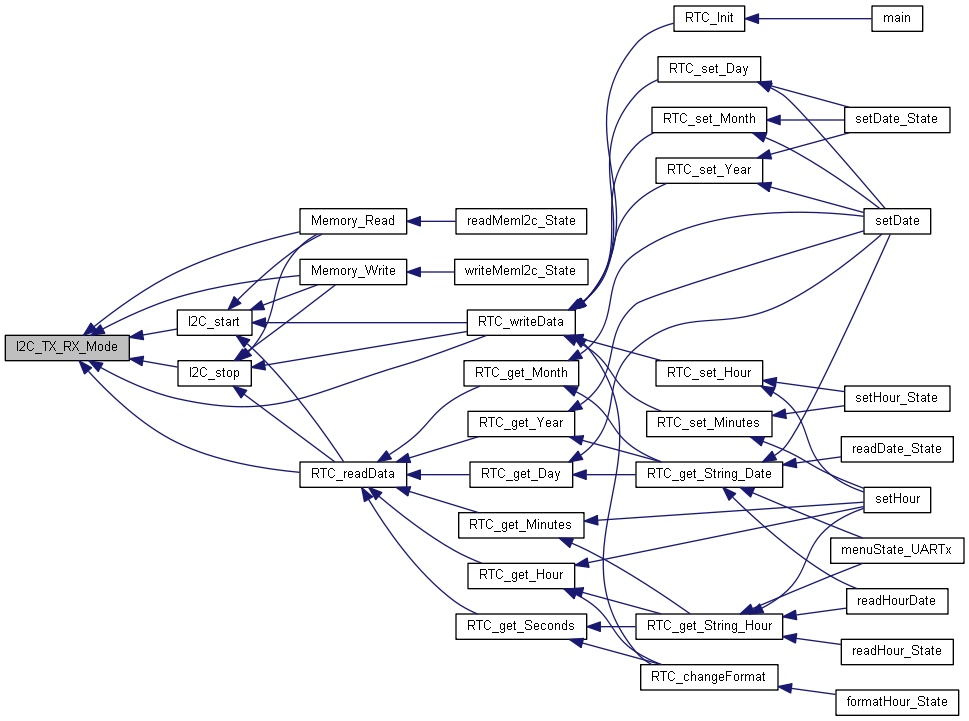 RTC_Init
main
RTC_set_Day
RTC_set_Month
setDate_State
RTC_set_Year
Memory_Read
readMemI2c_State
setDate
Memory_Write
writeMemI2c_State
I2C_start
RTC_writeData
I2C_TX_RX_Mode
I2C_stop
RTC_get_Month
RTC_set_Hour
setHour_State
RTC_get_Year
RTC_set_Minutes
readDate_State
RTC_readData
RTC_get_Day
RTC_get_String_Date
setHour
RTC_get_Minutes
menuState_UARTx
RTC_get_Hour
readHourDate
RTC_get_Seconds
RTC_get_String_Hour
readHour_State
RTC_changeFormat
formatHour_State